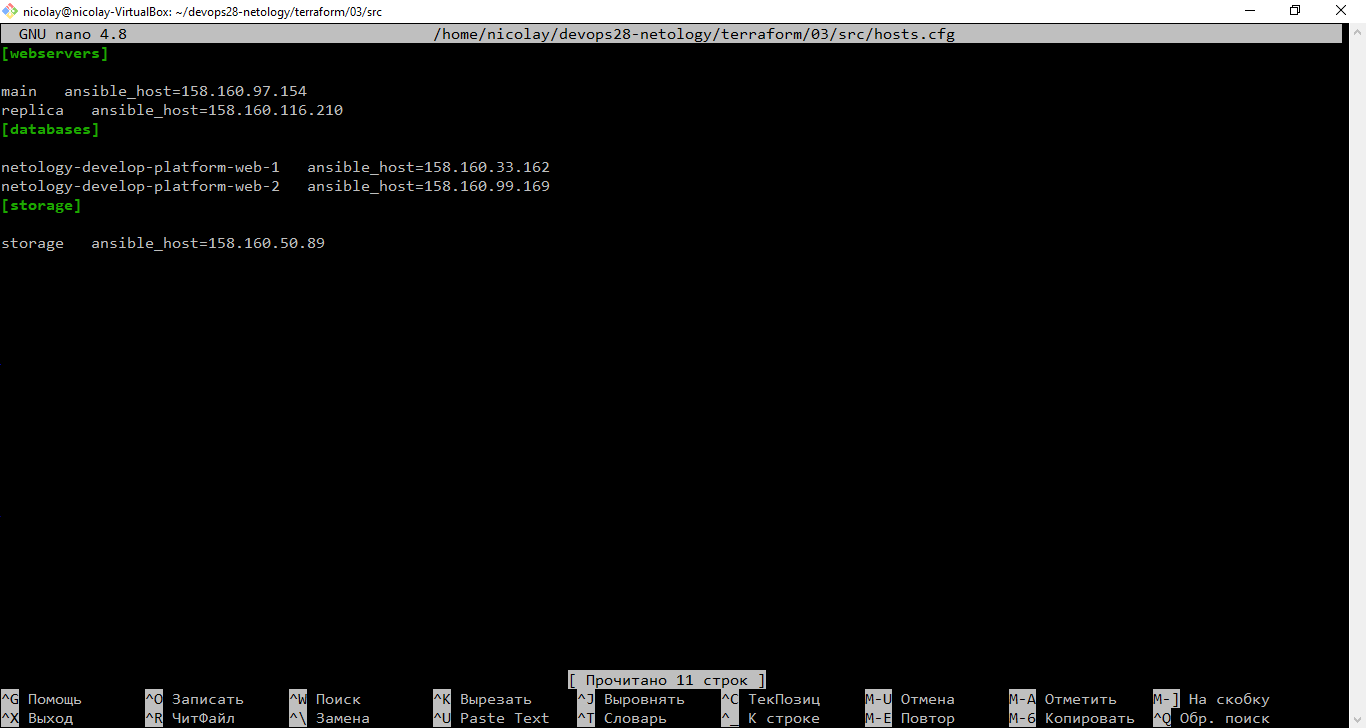 nicolay@nicolay-VirtualBox: ~/devops28-netology/terraform/03/src
GNU nano 4.8 /home/nicolay/devops28-netology/terraform/03/src/hosts.cfg
[webservers]
main ansible_host=158.160.97.154
replica ansible_host=158.160.116.210
[databases]
netology-develop-platform-web-1 ansible_host=158.160.33.162
netology-develop-platform-web-2 ansible_host=158.160.99.169
[storage]
storage ansible_host=158.160.50.89
[ Прочитано 11 строк ]
^G Помощь ^O Записать ^W Поиск ^K Вырезать ^J Выровнять ^C ТекПозиц M-U Отмена M-A Отметить M-] На скобку
^X Выход ^R ЧитФайл ^\ Замена ^U Paste Text ^T Словарь ^_ К строке M-E Повтор M-6 Копировать ^Q Обр. поиск